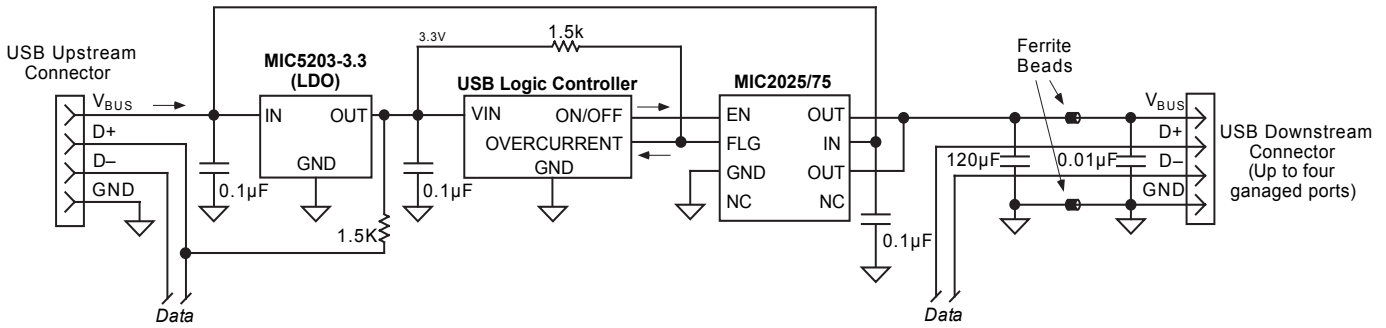 USB Upstream
Connector
VBUS
D+
D–
GND
Data
MIC5203-3.3
(LDO)
IN
OUT
GND
0.1µF
1.5K
3.3V
0.1µF
1.5k
USB Logic Controller
VIN
ON/OFF
OVERCURRENT
GND
MIC2025/75
EN
OUT
FLG
IN
GND
OUT
NC
NC
0.1µF
Ferrite
Beads
120µF
0.01µF
Data
VBUS
D+
D–
GND
USB Downstream
Connector
(Up to four
ganaged ports)